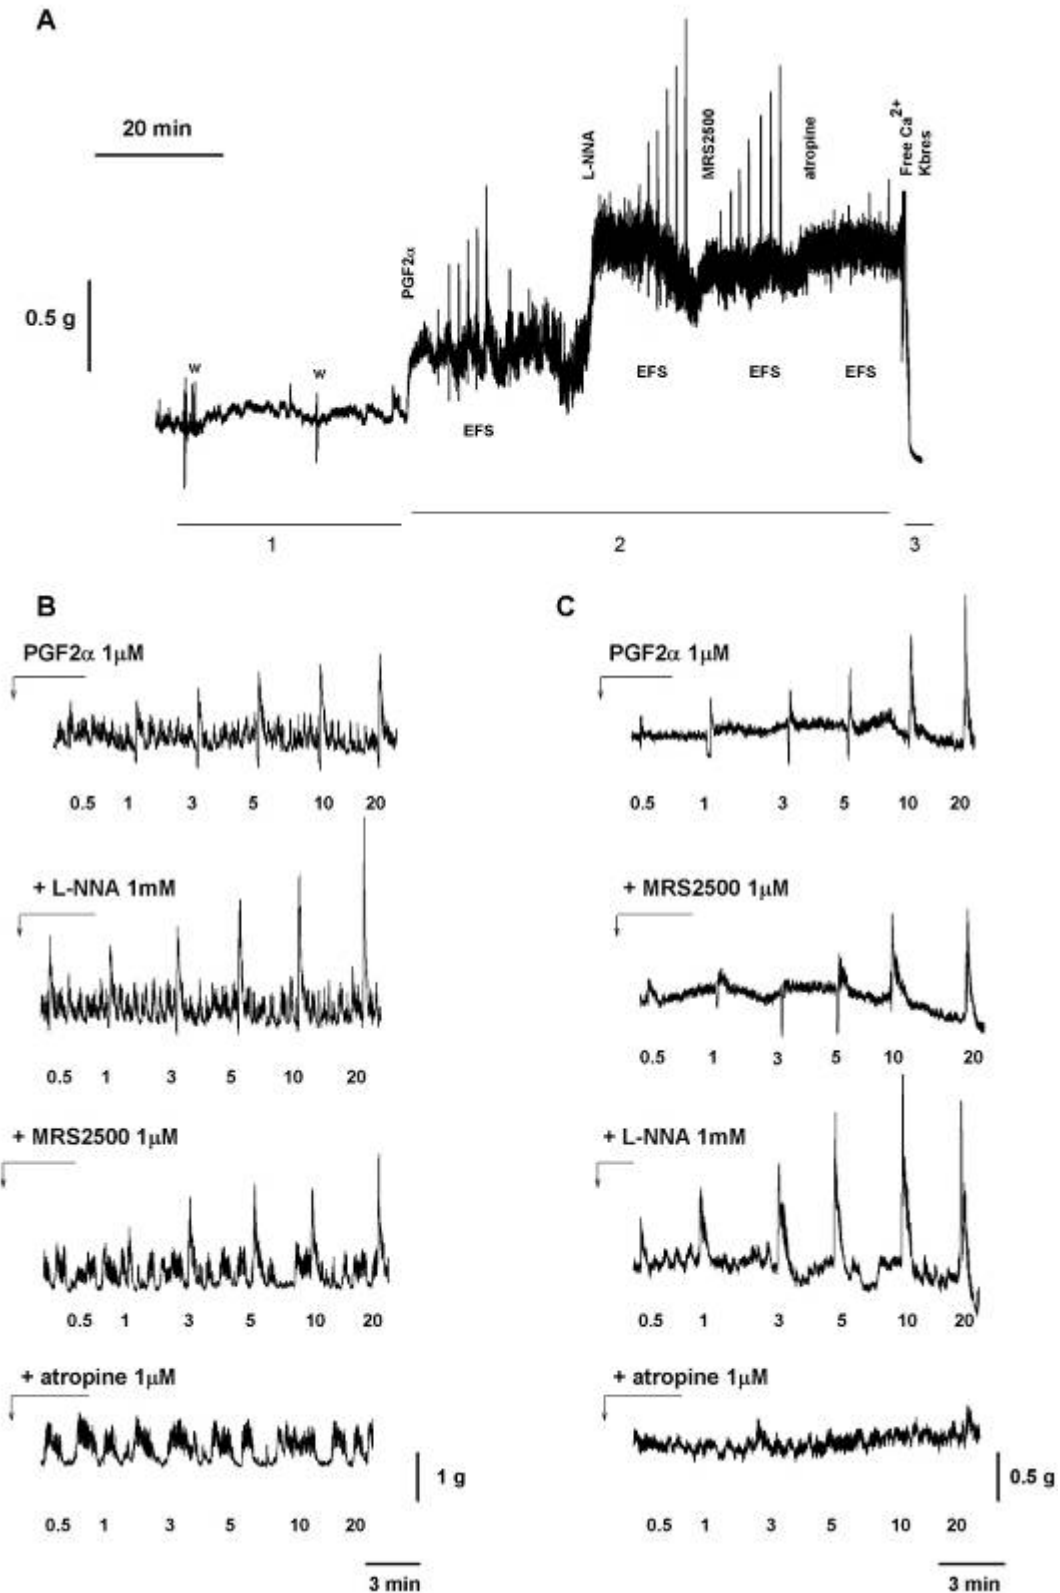 A
20 min
0.5 g
w
w
PGF2α
EFS
L-NNA
EFS
MRS2500
EFS
atropine
EFS
Free Ca2+
Kbres
1
2
3
B
PGF2α 1µM
0.5 1 3 5 10 20
+ L-NNA 1mM
0.5 1 3 5 10 20
+ MRS2500 1µM
0.5 1 3 5 10 20
+ atropine 1µM
1 g
0.5 1 3 5 10 20
3 min
C
PGF2α 1µM
0.5 1 3 5 10 20
+ MRS2500 1µM
0.5 1 3 5 10 20
+ L-NNA 1mM
0.5 1 3 5 10 20
+ atropine 1µM
0.5 g
0.5 1 3 5 10 20
3 min